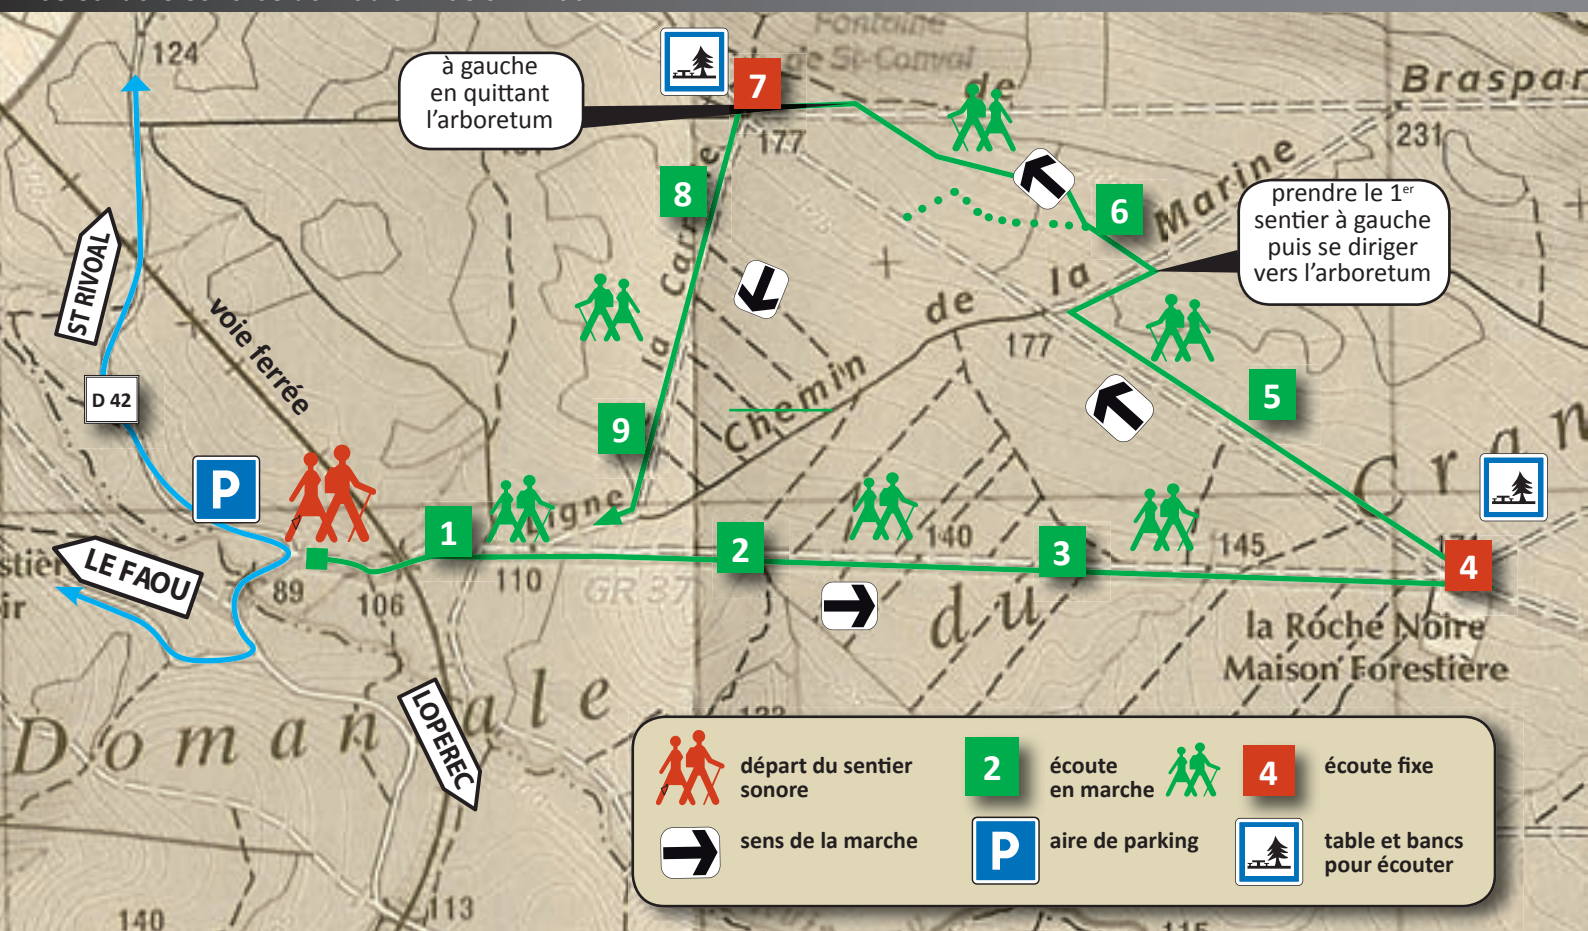 124
à gauche
en quittant
l'arboretum
7
Fontaine
de St-Conval
de
Braspar
177
231
8
6
Marine
prendre le 1er
sentier à gauche
puis se diriger
vers l'arboretum
ST RIVOAL
voie ferrée
la
de
la
177
Chemin
D 42
9
5
Cran
P
1
Ligne
2
140
3
145
4
LE FAOU
89
106
110
GR 37
du
la Roche Noire
Maison Forestière
Domaniale
LOPEREC
départ du sentier
sonore
2
écoute
en marche
4
écoute fixe
sens de la marche
P
aire de parking
table et bancs
pour écouter
140
113
115